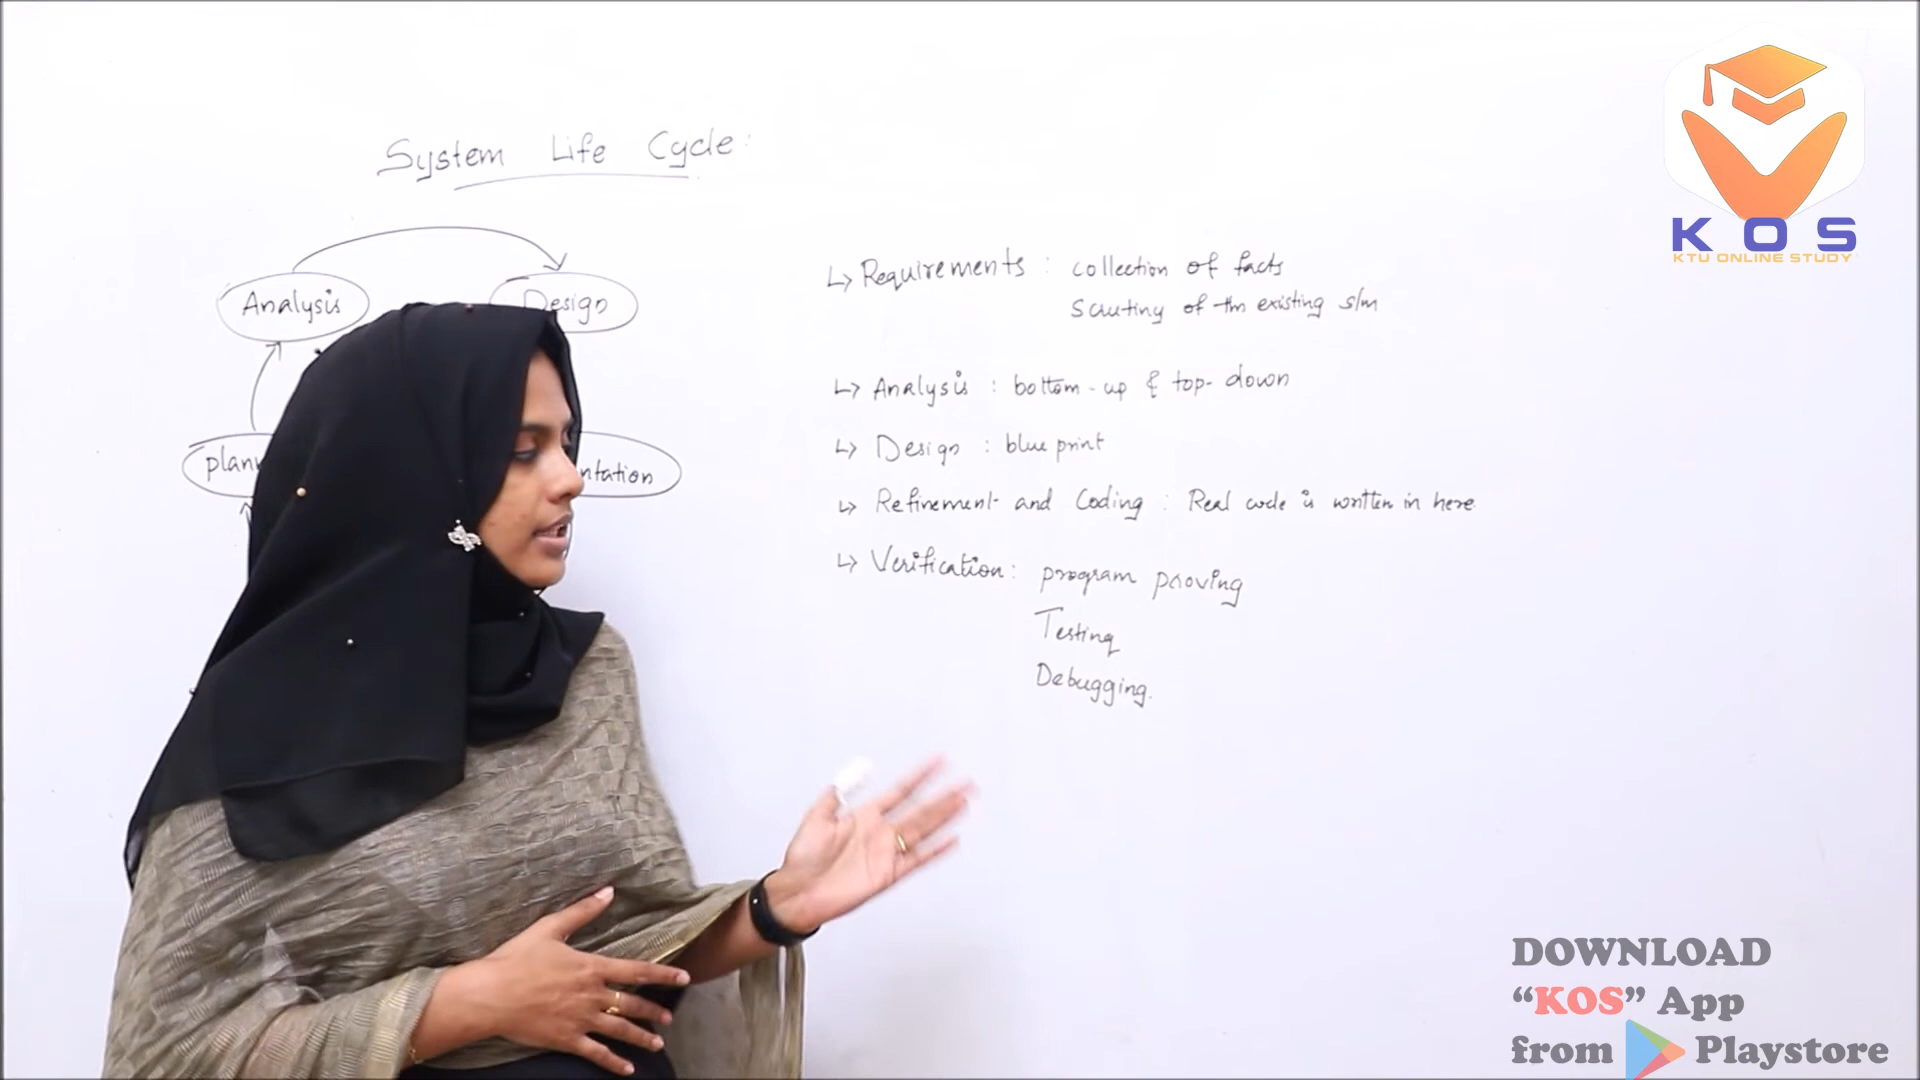 System Life Cycle:
Analysis
Design
plann
ntation
↳ Requirements : collection of facts
Scrutiny of the existing s/m
↳ Analysis : bottom-up & top-down
↳ Design : blue print
↳ Refinement and Coding : Real code is written in here.
↳ Verification : program proving
Testing
Debugging.
KOS
KTU ONLINE STUDY
DOWNLOAD
“KOS” App
from Playstore